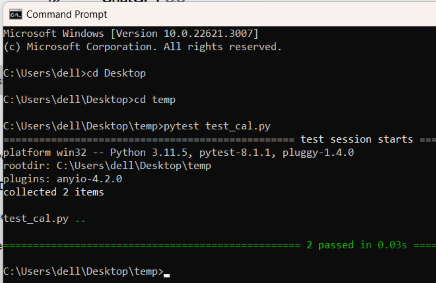 Command Prompt
Microsoft Windows [Version 10.0.22621.3007]
(c) Microsoft Corporation. All rights reserved.
C:\Users\dell>cd Desktop
C:\Users\dell\Desktop>cd temp
C:\Users\dell\Desktop\temp>pytest test_cal.py
================================================= test session starts ===
platform win32 -- Python 3.11.5, pytest-8.1.1, pluggy-1.4.0
rootdir: C:\Users\dell\Desktop\temp
plugins: anyio-4.2.0
collected 2 items
test_cal.py ..
================================================== 2 passed in 0.03s ====
C:\Users\dell\Desktop\temp>